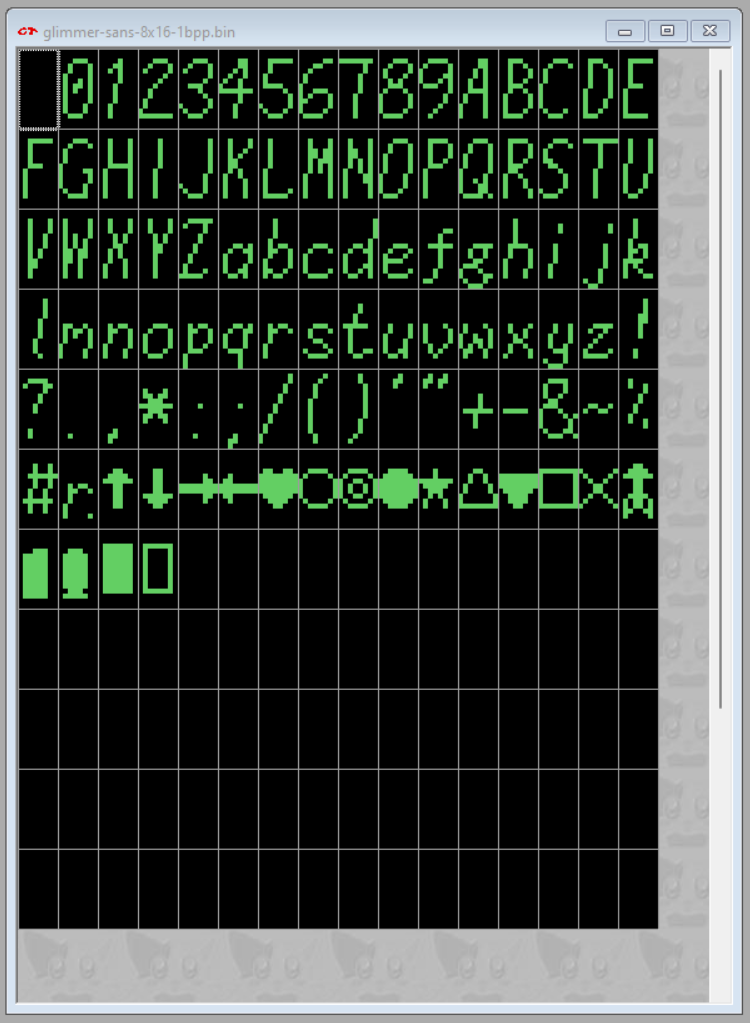 glimmer-sans-8x16-1bpp.bin
0123456789ABCDE
FGHIJKLMNOPQRSTU
VWXYZabcdefghijk
lmnopqrstuvwxyz!
?.,*:;/()'"+-&~%
#r.↑↓→←♥○◎●★△▼□×